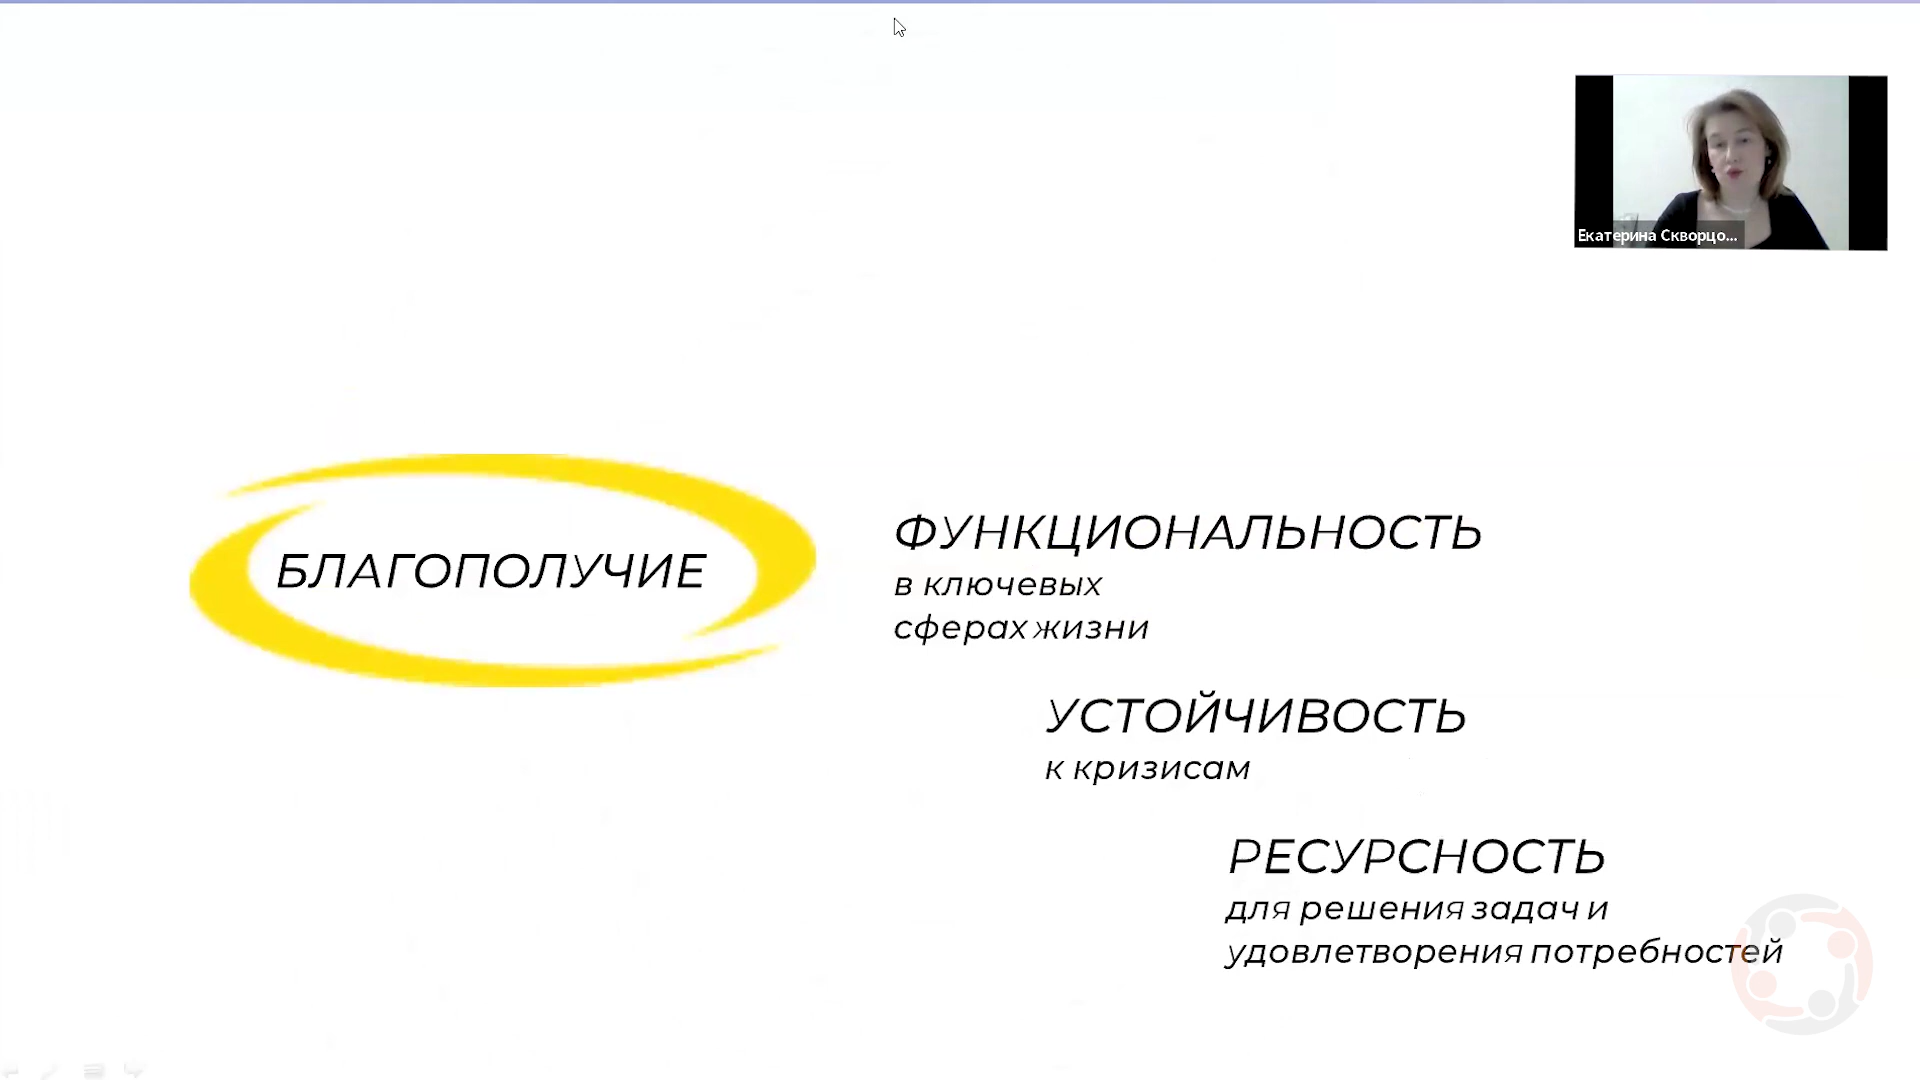 Екатерина Скворцо...
БЛАГОПОЛУЧИЕ
ФУНКЦИОНАЛЬНОСТЬ
в ключевых
сферах жизни
УСТОЙЧИВОСТЬ
к кризисам
РЕСУРСНОСТЬ
для решения задач и
удовлетворения потребностей